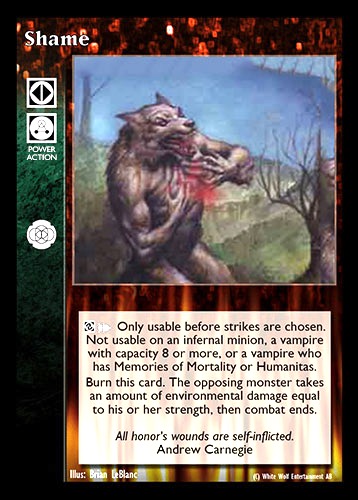 Shame
POWER
ACTION
Only usable before strikes are chosen.
Not usable on an infernal minion, a vampire
with capacity 8 or more, or a vampire who
has Memories of Mortality or Humanitas.
Burn this card. The opposing monster takes
an amount of environmental damage equal
to his or her strength, then combat ends.
All honor's wounds are self-inflicted.
Andrew Carnegie
Illus: Brian LeBlanc
(C) White Wolf Entertainment AB